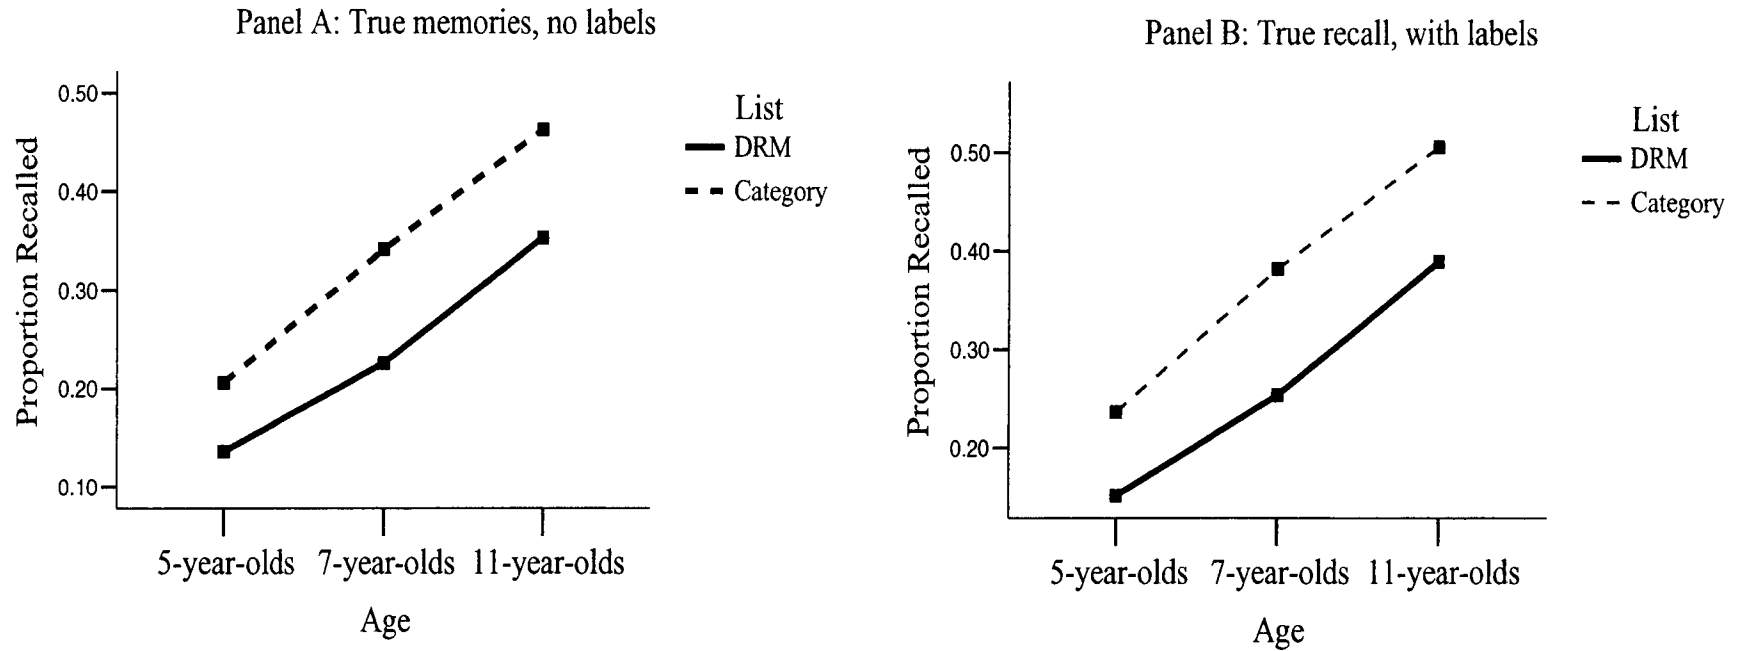 Panel A: True memories, no labels
0.50
0.40
0.30
0.20
0.10
Proportion Recalled
5-year-olds 7-year-olds 11-year-olds
Age
List
DRM
Category
Panel B: True recall, with labels
0.50
0.40
0.30
0.20
Proportion Recalled
5-year-olds 7-year-olds 11-year-olds
Age
List
DRM
Category